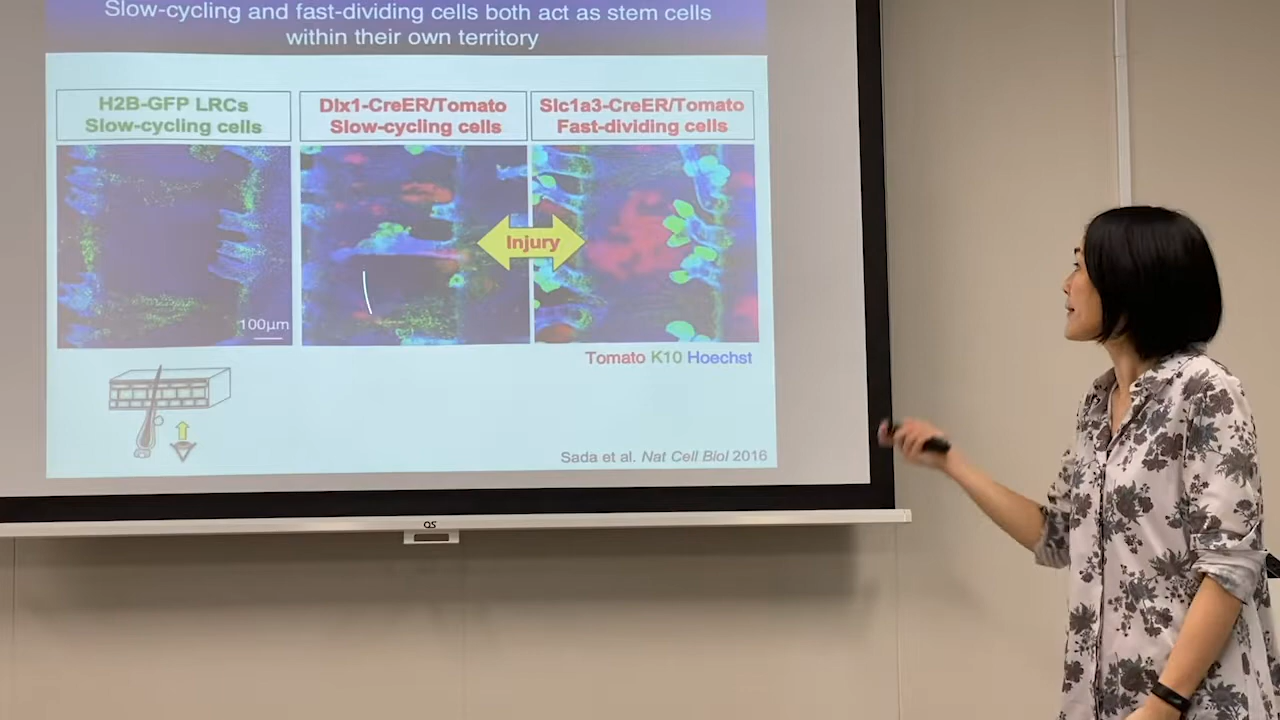 Slow-cycling and fast-dividing cells both act as stem cells
within their own territory
H2B-GFP LRCs
Slow-cycling cells
Dlx1-CreER/Tomato
Slow-cycling cells
Slc1a3-CreER/Tomato
Fast-dividing cells
Injury
100μm
Tomato K10 Hoechst
Sada et al. Nat Cell Biol 2016
OS